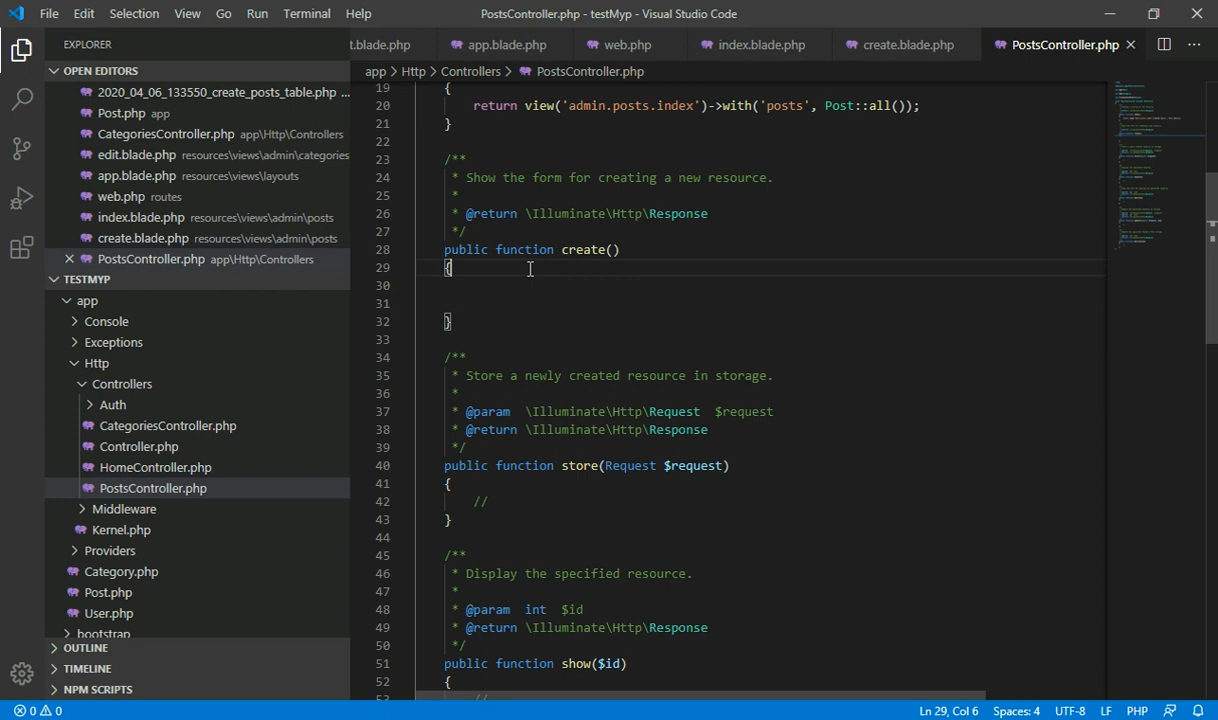 File Edit Selection View Go Run Terminal Help PostsController.php - testMyp - Visual Studio Code
EXPLORER
OPEN EDITORS
2020_04_06_133550_create_posts_table.php ...
Post.php app
CategoriesController.php app\Http\Controllers
edit.blade.php resources\views\admin\categories
app.blade.php resources\views\layouts
web.php routes
index.blade.php resources\views\admin\posts
create.blade.php resources\views\admin\posts
PostsController.php app\Http\Controllers
TESTMYP
app
Console
Exceptions
Http
Controllers
Auth
CategoriesController.php
Controller.php
HomeController.php
PostsController.php
Middleware
Kernel.php
Providers
Category.php
Post.php
User.php
bootstrap
OUTLINE
TIMELINE
NPM SCRIPTS
t.blade.php app.blade.php web.php index.blade.php create.blade.php PostsController.php
app > Http > Controllers > PostsController.php
19 {
20 return view('admin.posts.index')->with('posts', Post::all());
21 }
22
23 /**
24 * Show the form for creating a new resource.
25 *
26 * @return \Illuminate\Http\Response
27 */
28 public function create()
29 {
30
31
32 }
33
34 /**
35 * Store a newly created resource in storage.
36 *
37 * @param \Illuminate\Http\Request $request
38 * @return \Illuminate\Http\Response
39 */
40 public function store(Request $request)
41 {
42 //
43 }
44
45 /**
46 * Display the specified resource.
47 *
48 * @param int $id
49 * @return \Illuminate\Http\Response
50 */
51 public function show($id)
52 {
53 //
0 0 Ln 29, Col 6 Spaces: 4 UTF-8 LF PHP